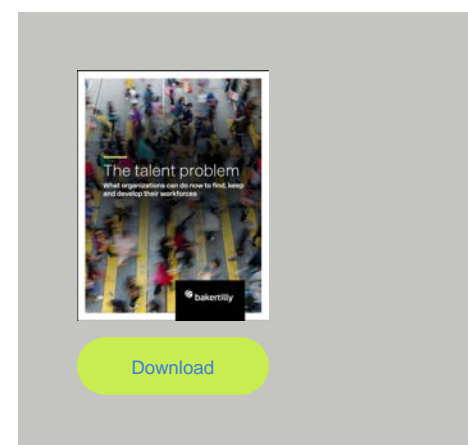 The talent problem
What organizations can do now to find, keep
and develop their workforces
bakertilly
Download